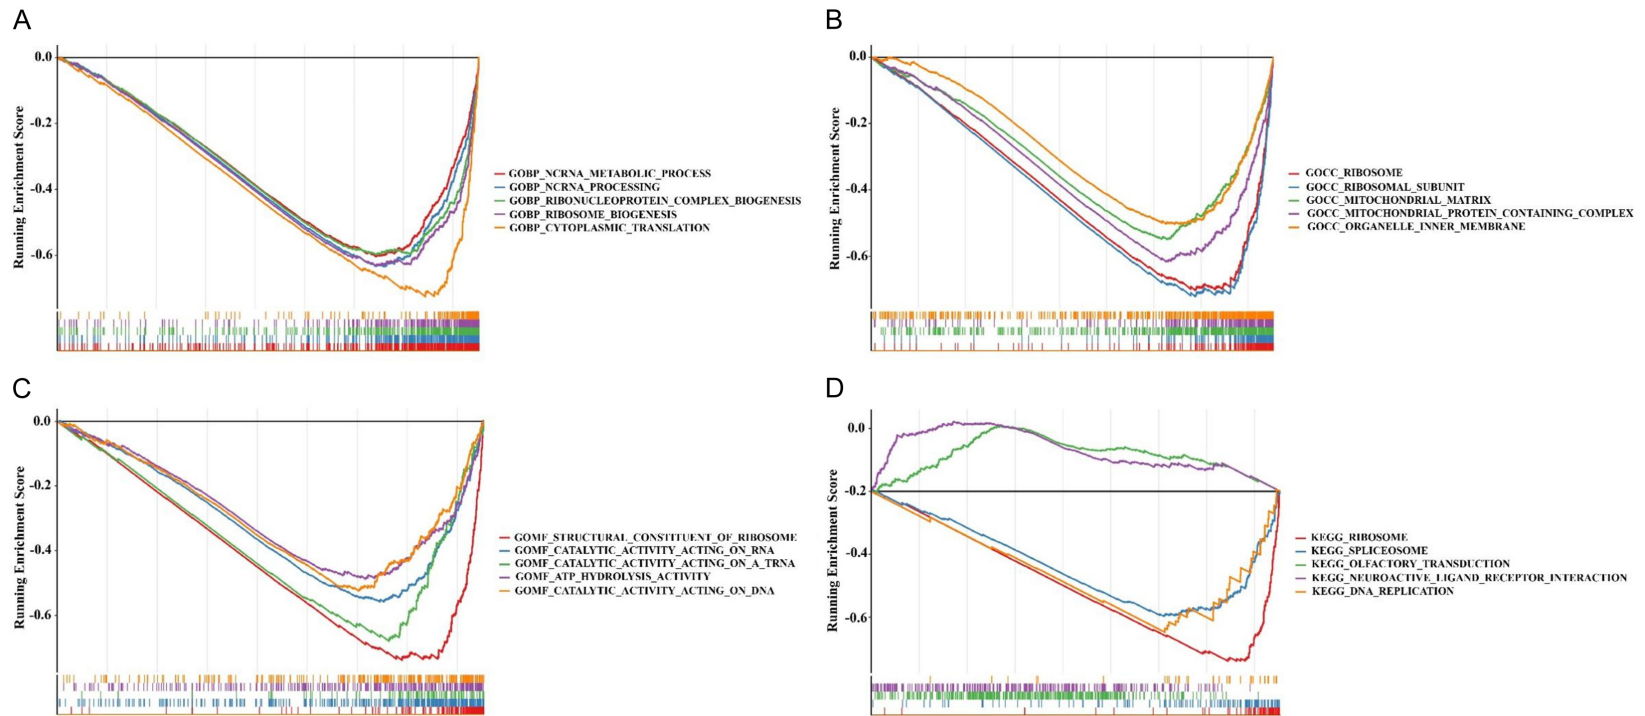 A
0.0
-0.2
-0.4
-0.6
Running Enrichment Score
GOBP_NCRNA_METABOLIC_PROCESS
GOBP_NCRNA_PROCESSING
GOBP_RIBONUCLEOPROTEIN_COMPLEX_BIOGENESIS
GOBP_RIBOSOME_BIOGENESIS
GOBP_CYTOPLASMIC_TRANSLATION
B
0.0
-0.2
-0.4
-0.6
Running Enrichment Score
GOCC_RIBOSOME
GOCC_RIBOSOMAL_SUBUNIT
GOCC_MITOCHONDRIAL_MATRIX
GOCC_MITOCHONDRIAL_PROTEIN_CONTAINING_COMPLEX
GOCC_ORGANELLE_INNER_MEMBRANE
C
0.0
-0.2
-0.4
-0.6
Running Enrichment Score
GOMF_STRUCTURAL_CONSTITUENT_OF_RIBOSOME
GOMF_CATALYTIC_ACTIVITY_ACTING_ON_RNA
GOMF_CATALYTIC_ACTIVITY_ACTING_ON_A_TRNA
GOMF_ATP_HYDROLYSIS_ACTIVITY
GOMF_CATALYTIC_ACTIVITY_ACTING_ON_DNA
D
0.0
-0.2
-0.4
-0.6
Running Enrichment Score
KEGG_RIBOSOME
KEGG_SPLICEOSOME
KEGG_OLFACTORY_TRANSDUCTION
KEGG_NEUROACTIVE_LIGAND_RECEPTOR_INTERACTION
KEGG_DNA_REPLICATION